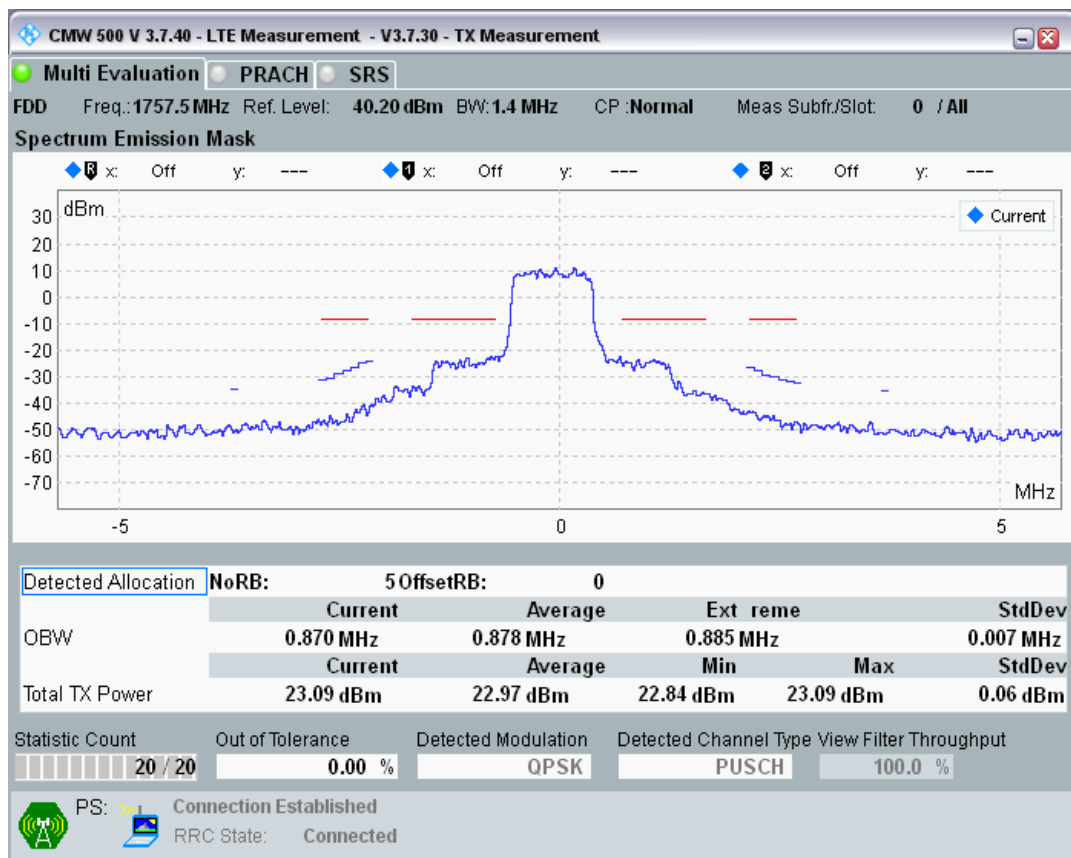 CMW 500 V 3.7.40 - LTE Measurement - V3.7.30 - TX Measurement
Multi Evaluation PRACH SRS
FDD Freq.:1757.5 MHz Ref. Level: 40.20 dBm BW:1.4 MHz CP :Normal Meas Subfr./Slot: 0 / All
Spectrum Emission Mask
R x: Off y: --- 1 x: Off y: --- 2 x: Off y: ---
dBm
Current
30
20
10
0
-10
-20
-30
-40
-50
-60
-70
MHz
-5 0 5
Detected Allocation NoRB: 5 OffsetRB: 0
Current Average Ext reme StdDev
OBW 0.870 MHz 0.878 MHz 0.885 MHz 0.007 MHz
Current Average Min Max StdDev
Total TX Power 23.09 dBm 22.97 dBm 22.84 dBm 23.09 dBm 0.06 dBm
Statistic Count Out of Tolerance Detected Modulation Detected Channel Type View Filter Throughput
20 / 20 0.00 % QPSK PUSCH 100.0 %
PS: Connection Established
RRC State: Connected